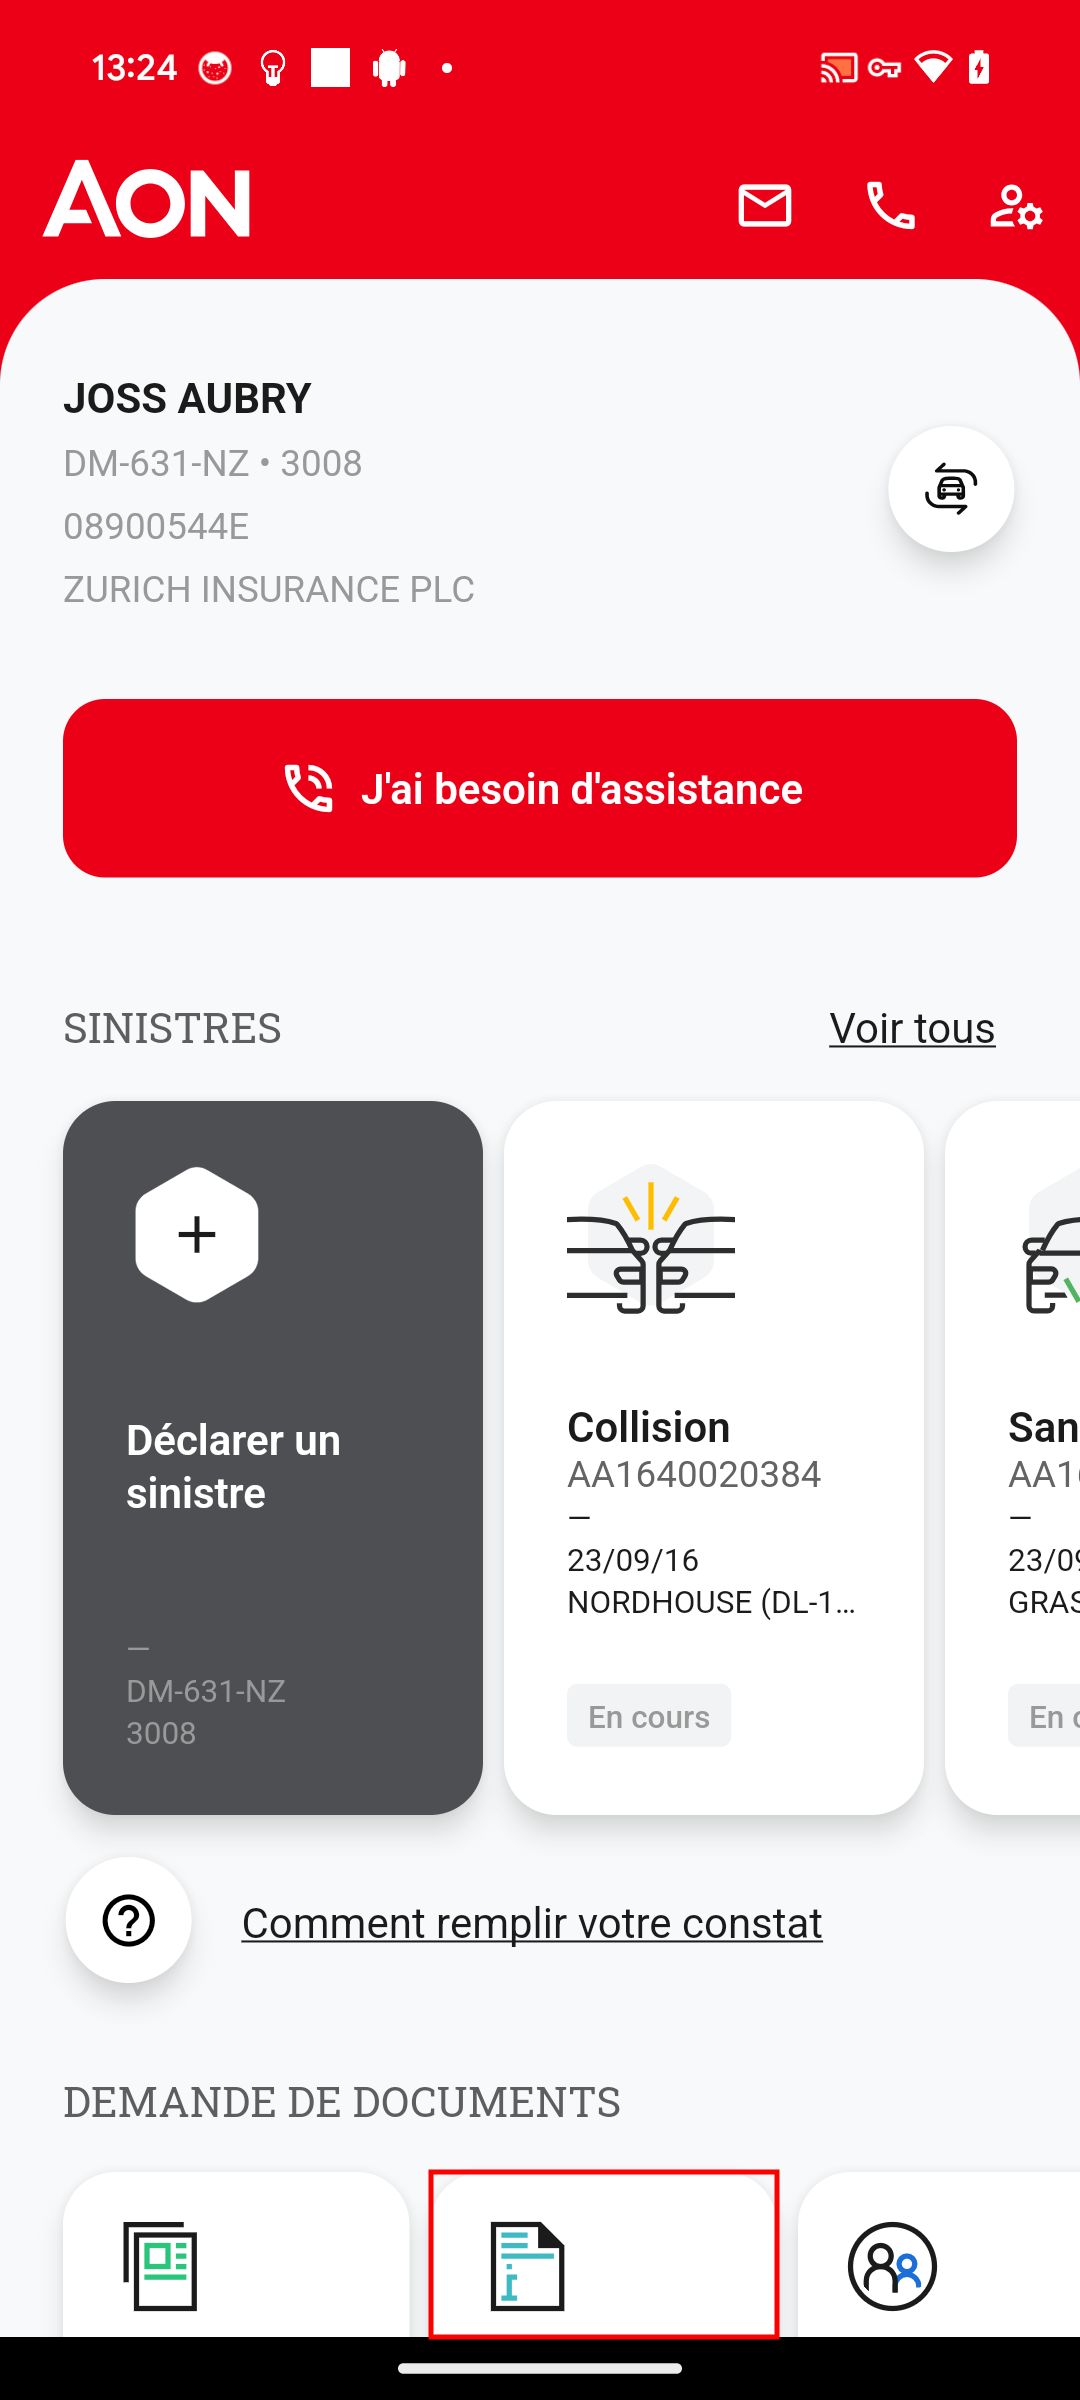 13:24
AON
JOSS AUBRY
DM-631-NZ • 3008
08900544E
ZURICH INSURANCE PLC
J'ai besoin d'assistance
SINISTRES
Voir tous
Déclarer un
sinistre
—
DM-631-NZ
3008
Collision
AA1640020384
—
23/09/16
NORDHOUSE (DL-1...
En cours
San
AA16
—
23/09
GRAS
En c
Comment remplir votre constat
DEMANDE DE DOCUMENTS